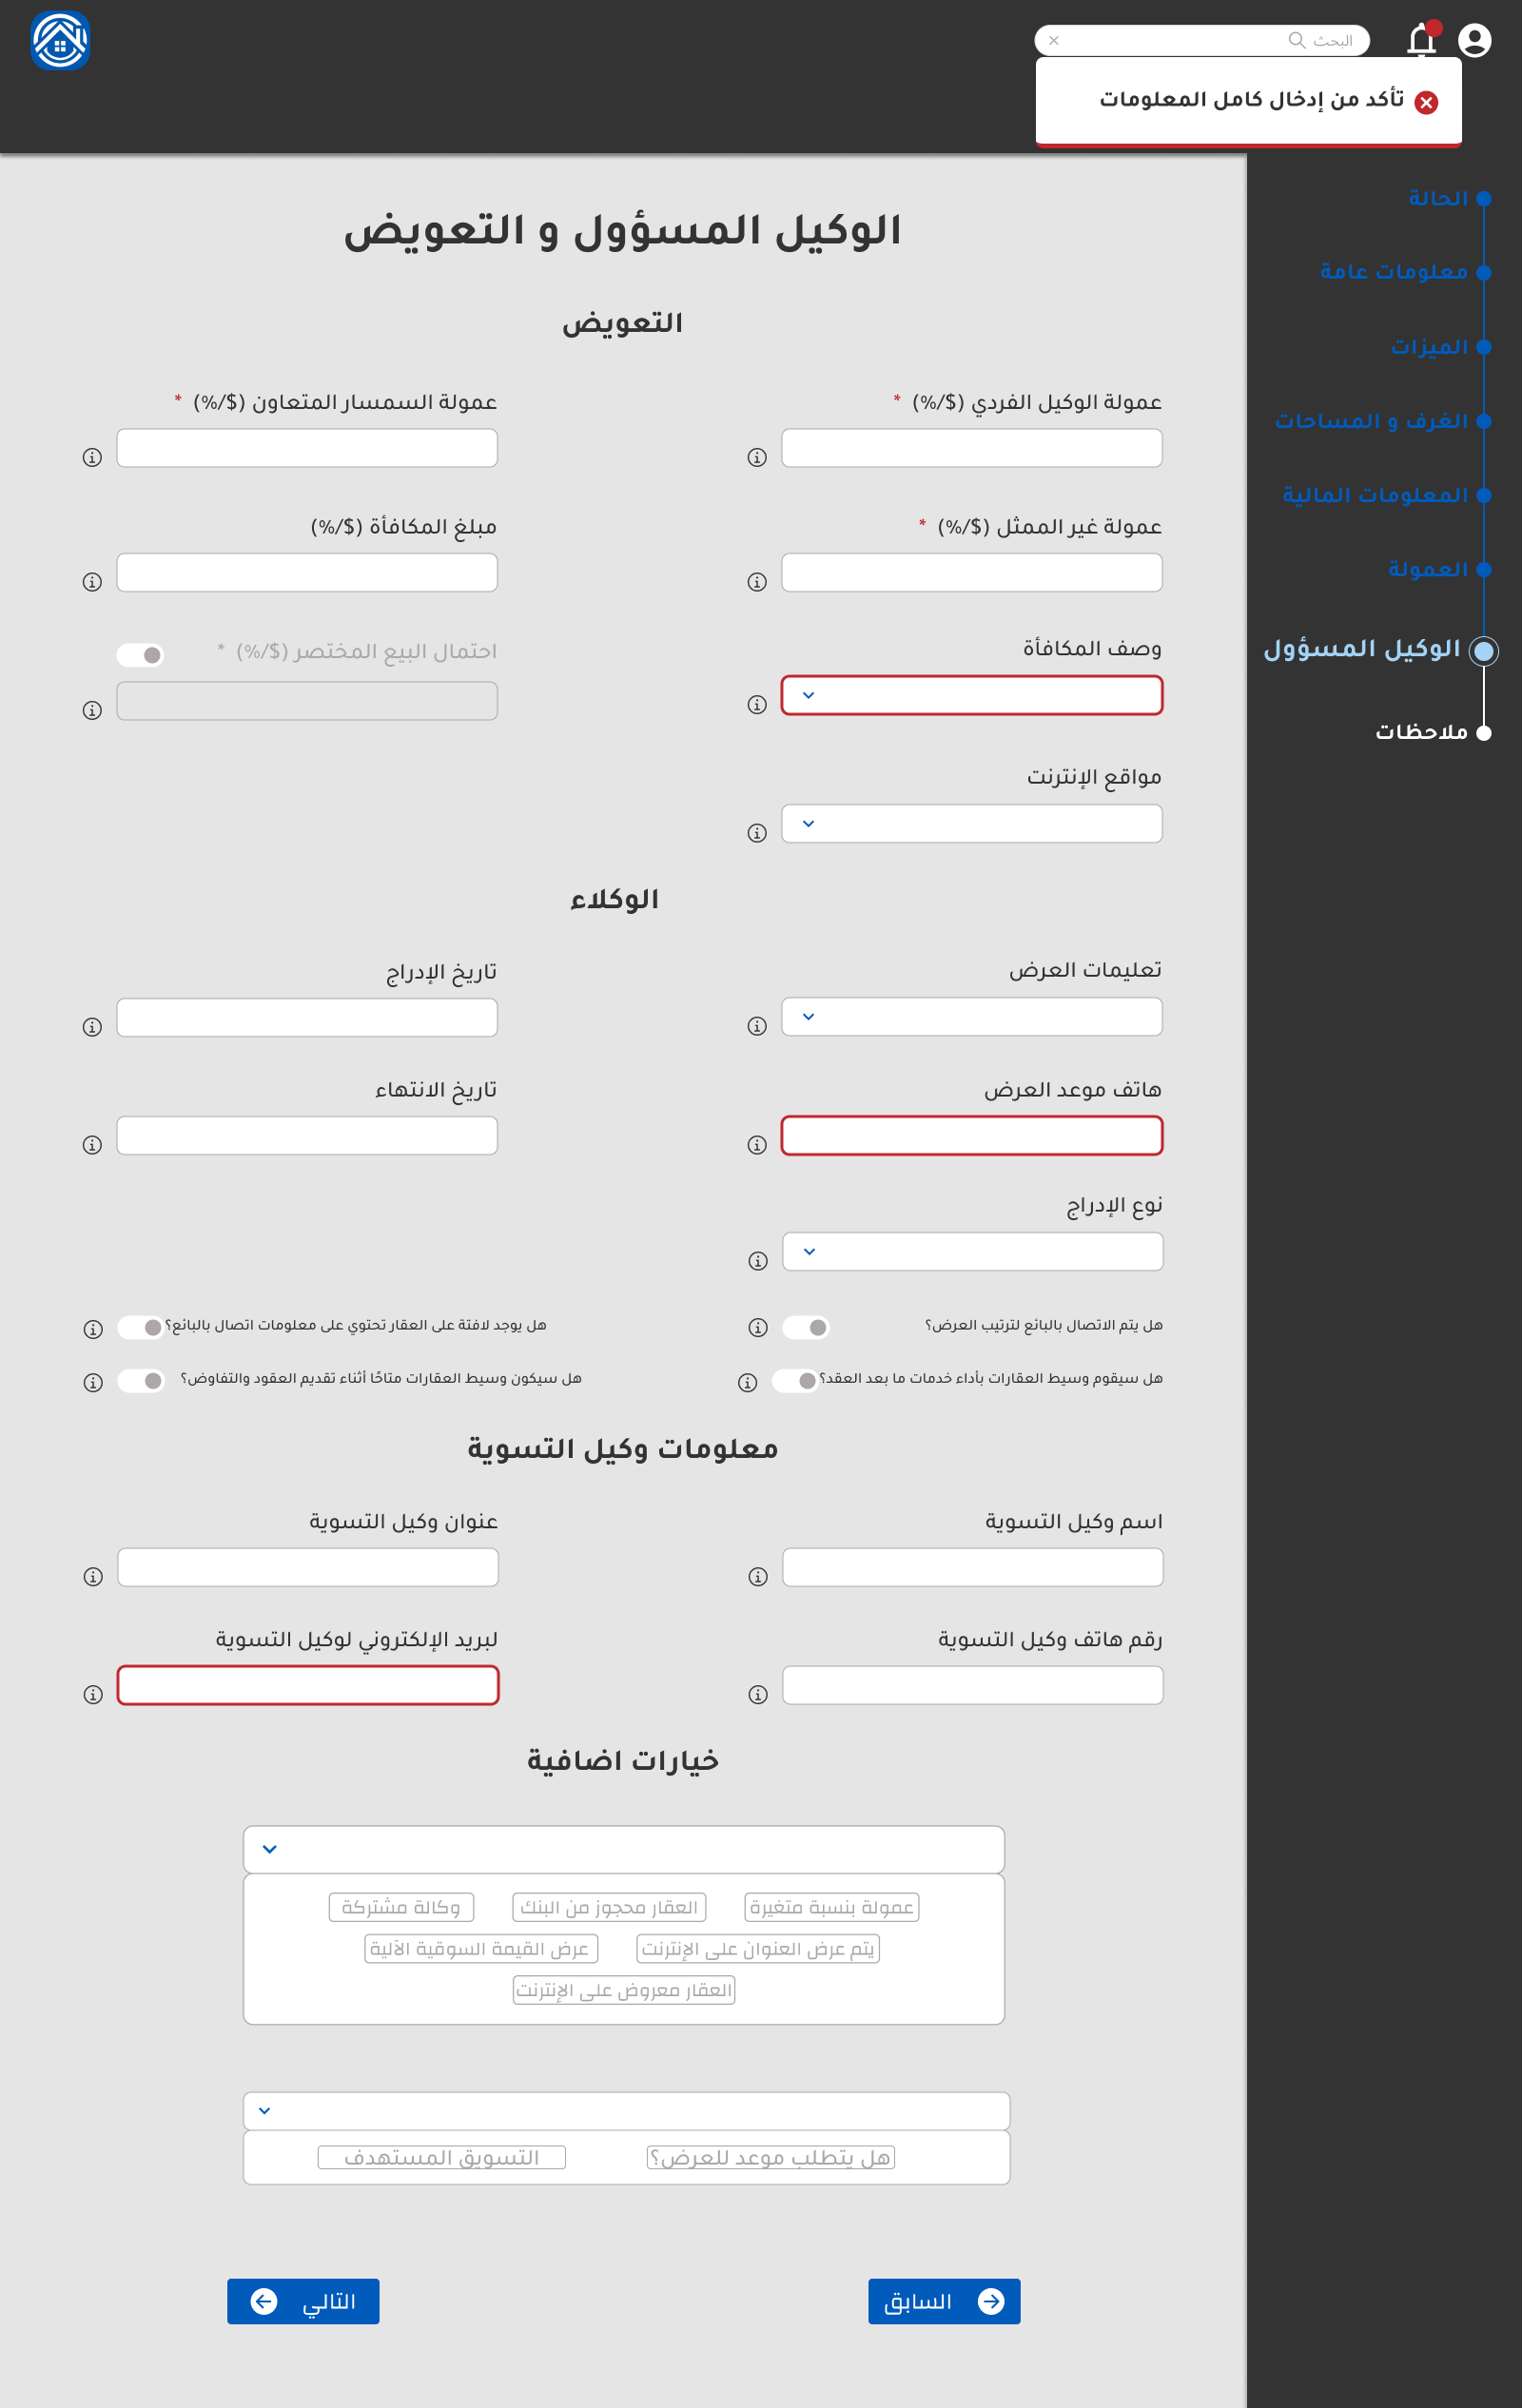 البحث
تأكد من إدخال كامل المعلومات
الحالة
معلومات عامة
الميزات
الغرف و المساحات
المعلومات المالية
العمولة
الوكيل المسؤول
ملاحظات
الوكيل المسؤول و التعويض
التعويض
عمولة الوكيل الفردي ($/%) *
عمولة السمسار المتعاون ($/%) *
عمولة غير الممثل ($/%) *
مبلغ المكافأة ($/%)
وصف المكافأة
احتمال البيع المختصر ($/%) *
مواقع الإنترنت
الوكلاء
تعليمات العرض
تاريخ الإدراج
هاتف موعد العرض
تاريخ الانتهاء
نوع الإدراج
هل يتم الاتصال بالبائع لترتيب العرض؟
هل يوجد لافتة على العقار تحتوي على معلومات اتصال بالبائع؟
هل سيقوم وسيط العقارات بأداء خدمات ما بعد العقد؟
هل سيكون وسيط العقارات متاحًا أثناء تقديم العقود والتفاوض؟
معلومات وكيل التسوية
اسم وكيل التسوية
عنوان وكيل التسوية
رقم هاتف وكيل التسوية
لبريد الإلكتروني لوكيل التسوية
خيارات اضافية
عمولة بنسبة متغيرة
العقار محجوز من البنك
وكالة مشتركة
يتم عرض العنوان على الإنترنت
عرض القيمة السوقية الآلية
العقار معروض على الإنترنت
هل يتطلب موعد للعرض؟
التسويق المستهدف
السابق
التالي